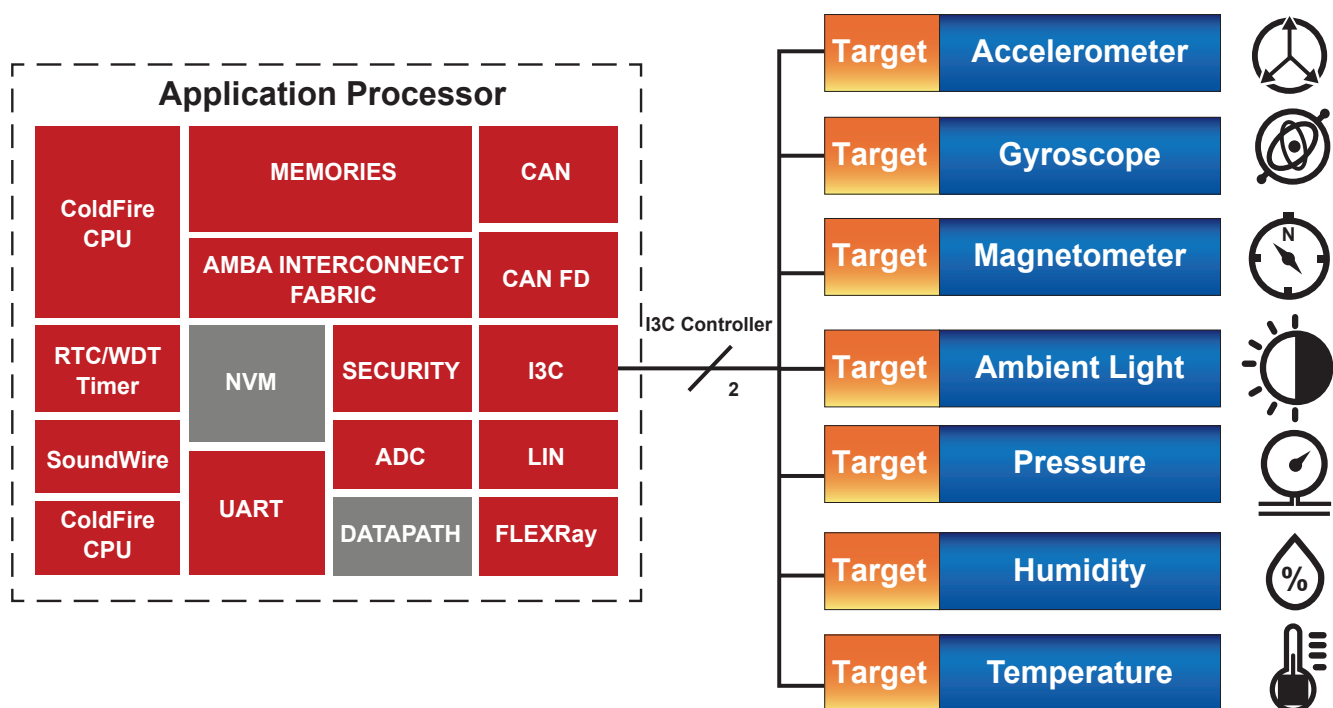 Application Processor
ColdFire
CPU
MEMORIES
CAN
AMBA INTERCONNECT
FABRIC
CAN FD
RTC/WDT
Timer
NVM
SECURITY
I3C
SoundWire
UART
ADC
LIN
ColdFire
CPU
DATAPATH
FLEXRay
I3C Controller
2
Target Accelerometer
Target Gyroscope
Target Magnetometer
N
Target Ambient Light
Target Pressure
Target Humidity
%
Target Temperature